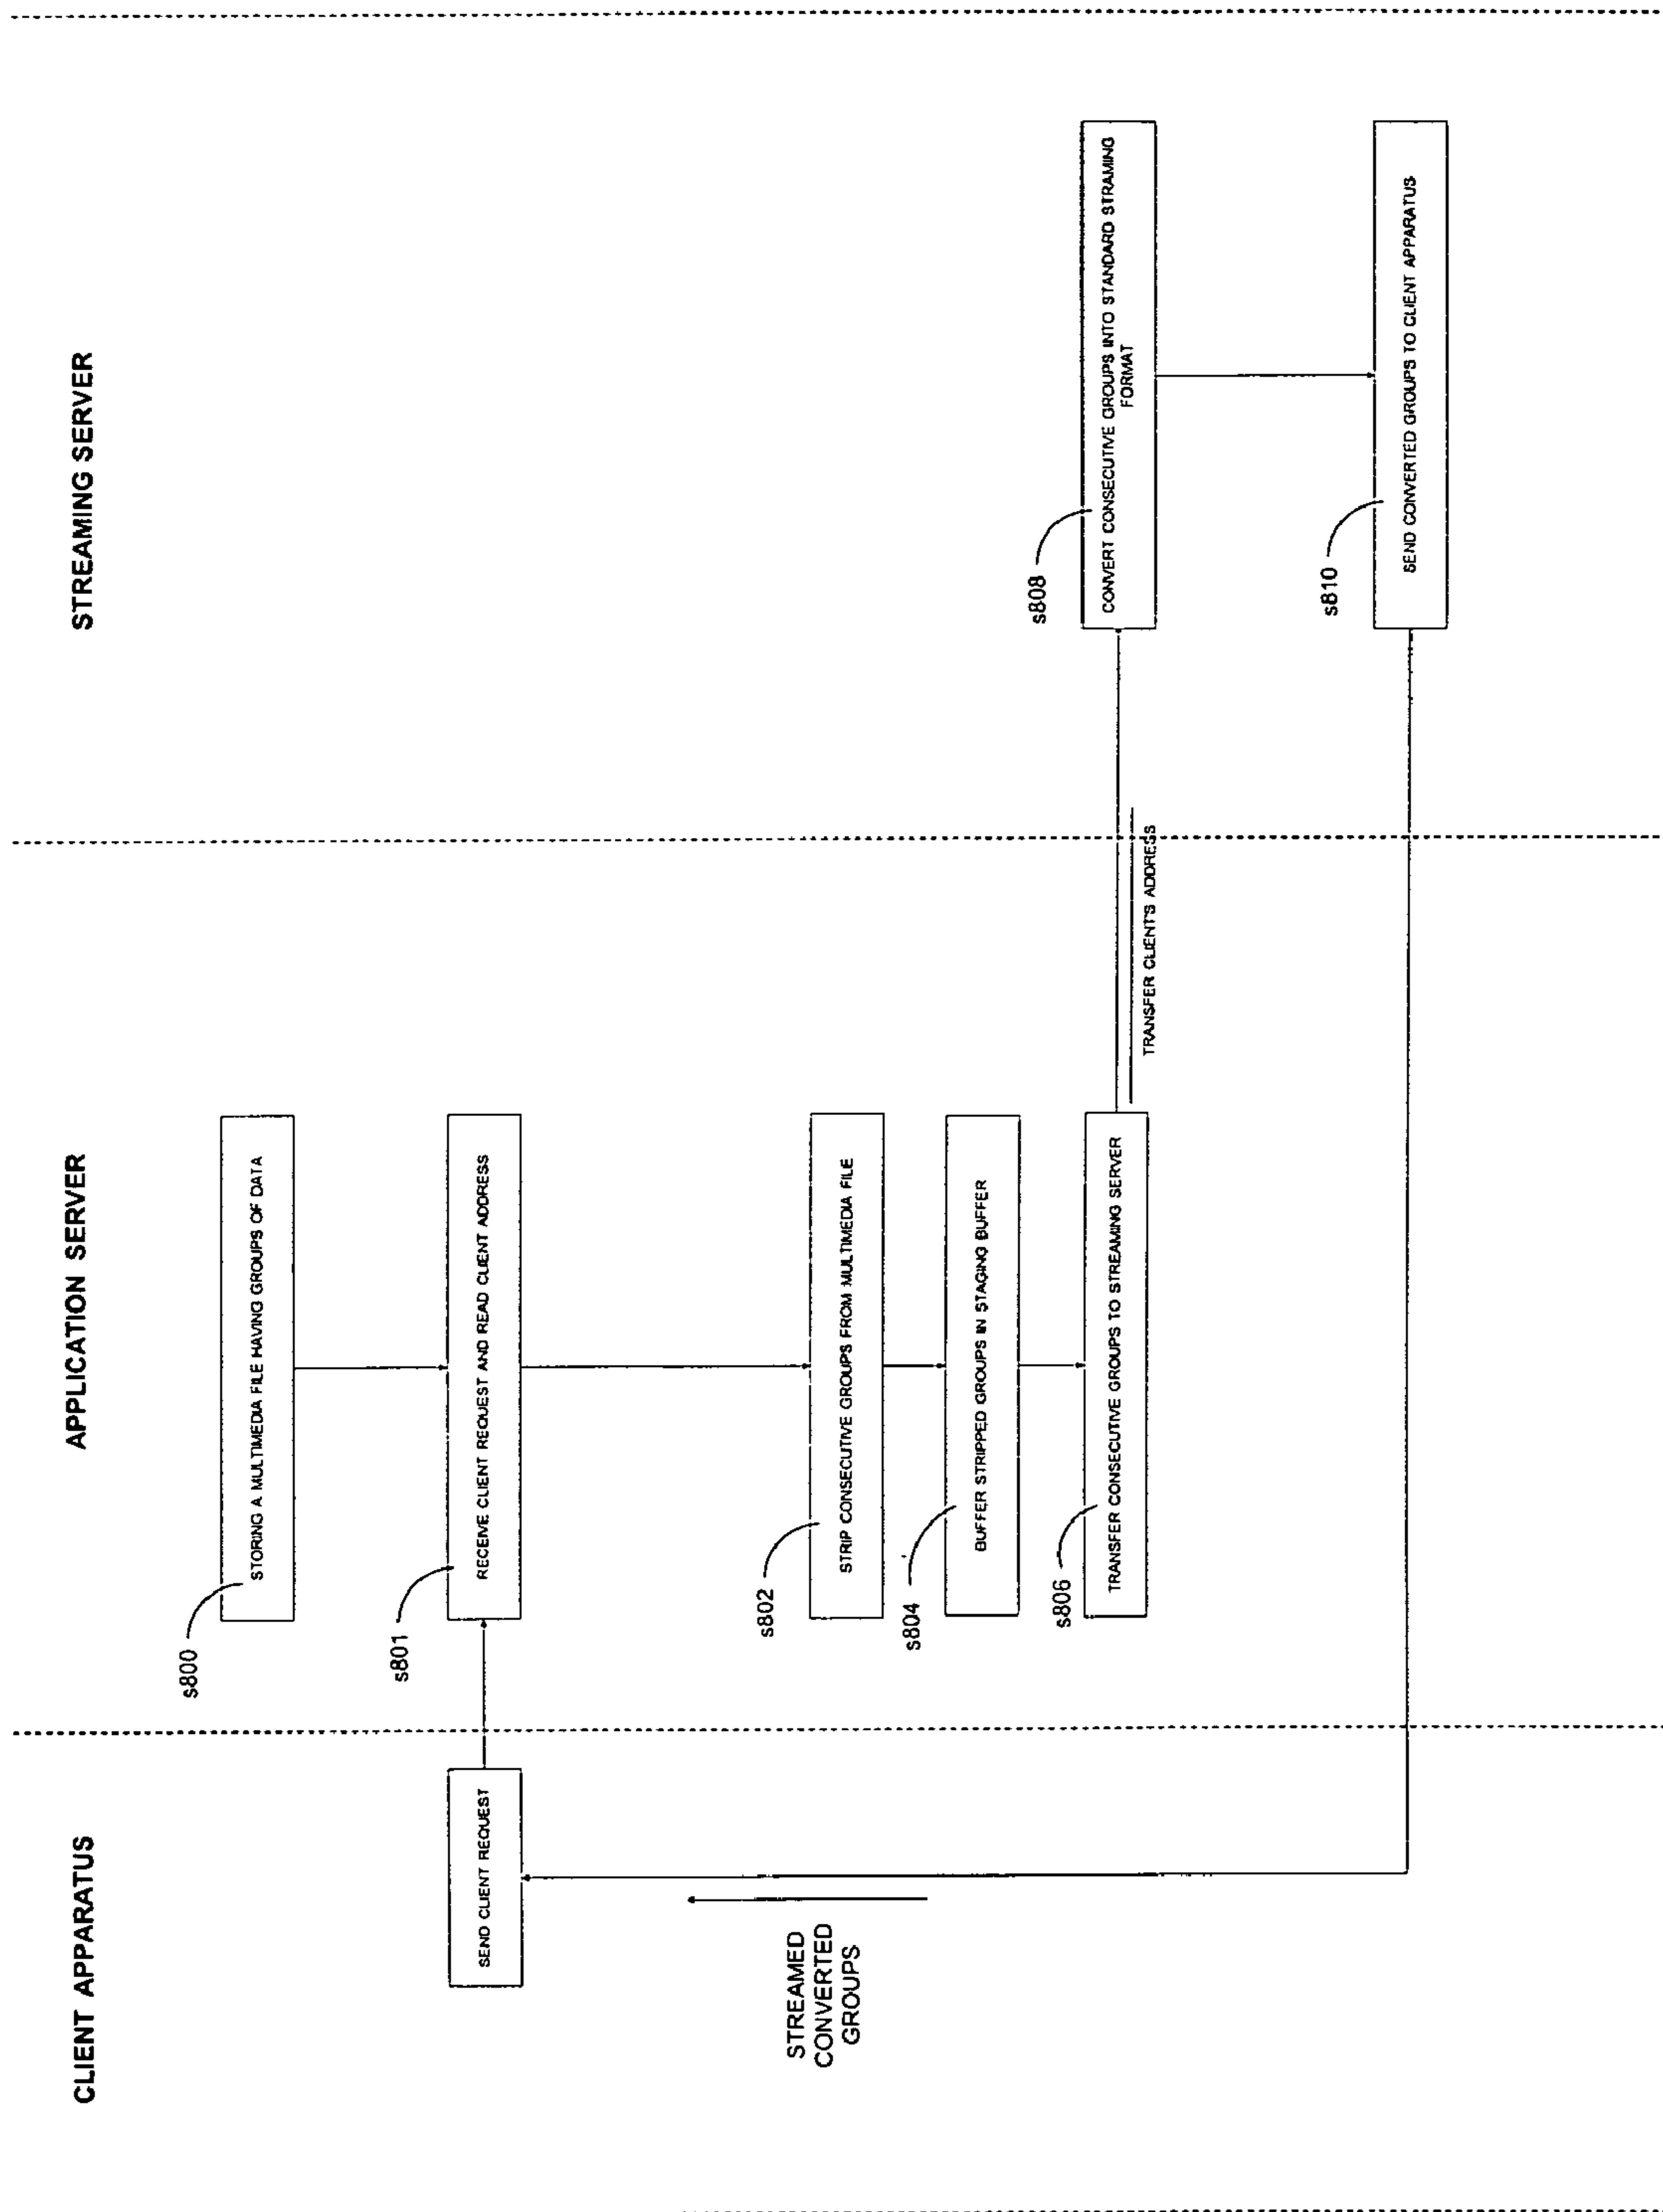 CLIENT APPARATUS
APPLICATION SERVER
STREAMING SERVER
s800
STORING A MULTIMEDIA FILE HAVING GROUPS OF DATA
SEND CLIENT REQUEST
s801
RECEIVE CLIENT REQUEST AND READ CLIENT ADDRESS
s802
STRIP CONSECUTIVE GROUPS FROM MULTIMEDIA FILE
s804
BUFFER STRIPPED GROUPS IN STAGING BUFFER
s806
TRANSFER CONSECUTIVE GROUPS TO STREAMING SERVER
TRANSFER CLIENT'S ADDRESS
s808
CONVERT CONSECUTIVE GROUPS INTO STANDARD STRAMING
FORMAT
s810
SEND CONVERTED GROUPS TO CLIENT APPARATUS
STREAMED
CONVERTED
GROUPS